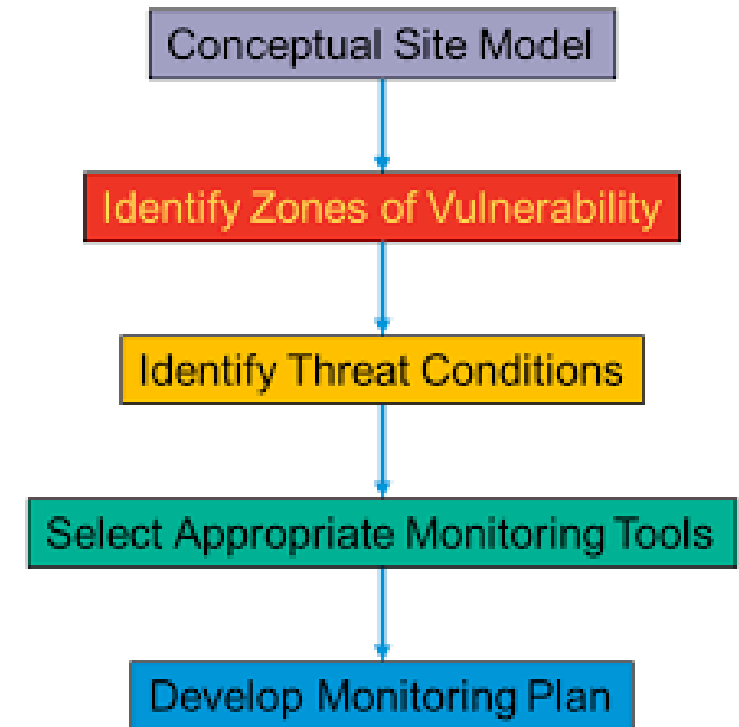 Conceptual Site Model
Identify Zones of Vulnerability
Identify Threat Conditions
Select Appropriate Monitoring Tools
Develop Monitoring Plan